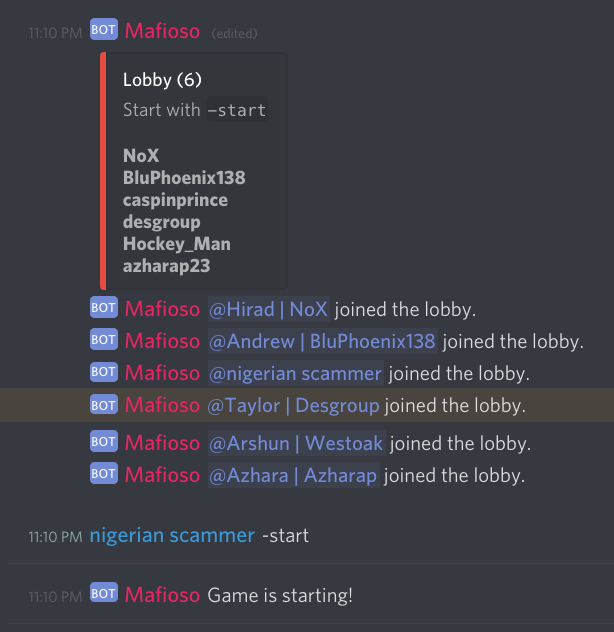 11:10 PM BOT Mafioso (edited)
Lobby (6)
Start with -start
NoX
BluPhoenix138
caspinprince
desgroup
Hockey_Man
azharap23
BOT Mafioso @Hirad | NoX joined the lobby.
BOT Mafioso @Andrew | BluPhoenix138 joined the lobby.
BOT Mafioso @nigerian scammer joined the lobby.
BOT Mafioso @Taylor | Desgroup joined the lobby.
BOT Mafioso @Arshun | Westoak joined the lobby.
BOT Mafioso @Azhara | Azharap joined the lobby.
11:10 PM nigerian scammer -start
11:10 PM BOT Mafioso Game is starting!